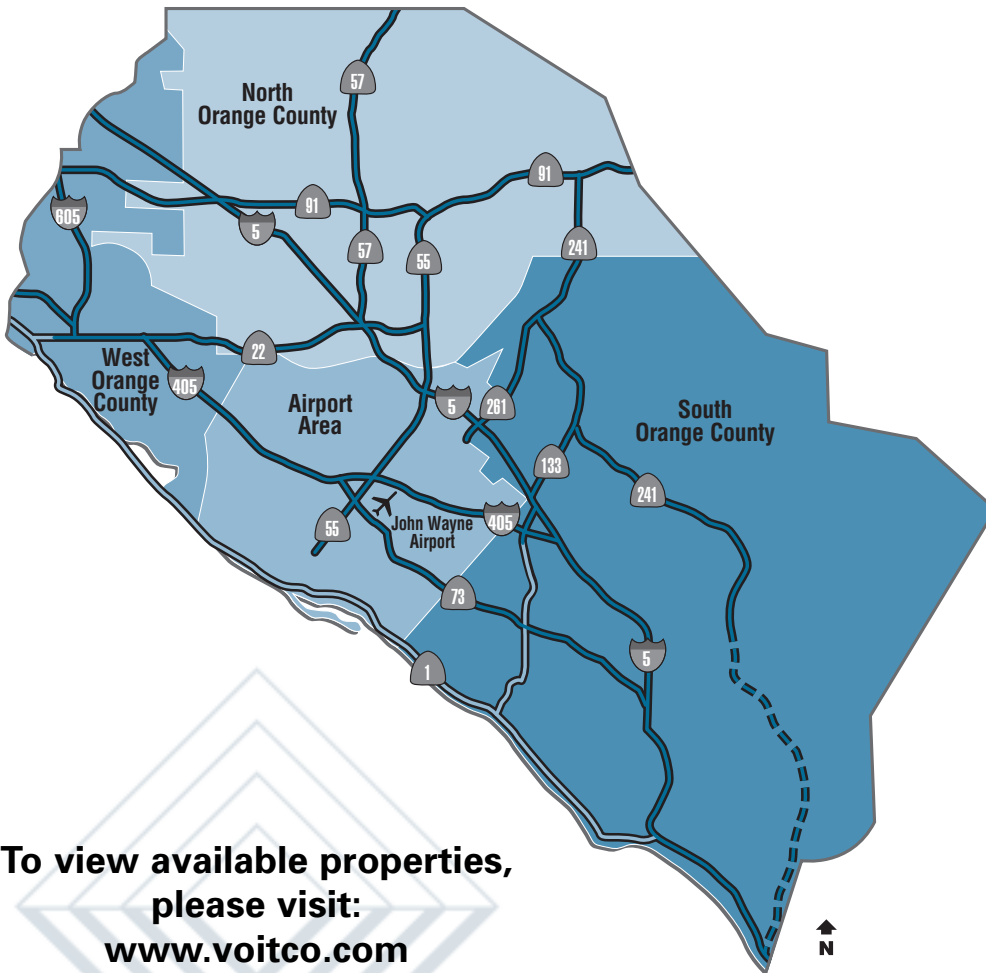 57
North
Orange County
91
91
605
5
57
55
241
22
West
Orange
County
405
Airport
Area
5
261
South
Orange County
133
241
55
John Wayne
Airport
405
73
5
1
To view available properties,
please visit:
www.voitco.com
N